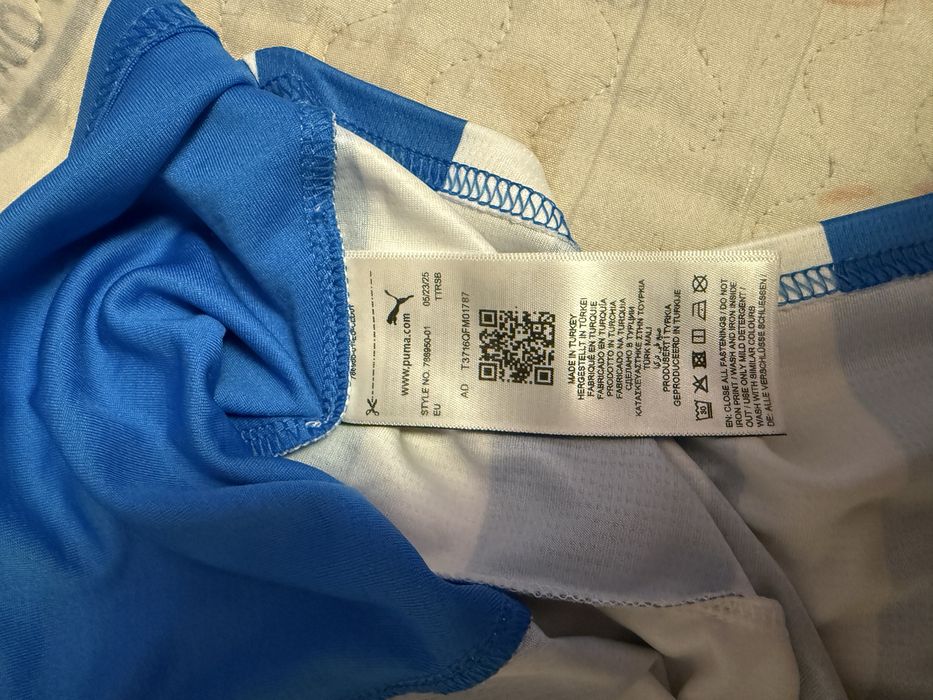 www.puma.com
STYLE NO. 788960-01 05/23/25
EU TTRSB
AD T3716QFM01787
MADE IN TURKEY
HERGESTELLT IN TÜRKEI
FABRIQUÉ EN TURQUIE
FABRICADO EN TURQUÍA
PRODOTTO IN TURCHIA
FABRICADO NA TURQUIA
СДЕЛАНО В ТУРЦИИ
ΚΑΤΑΣΚΕΥΑΣΤΗΚΕ ΣΤΗΝ ΤΟΥΡΚΙΑ
TÜRK MALI
PRODUSERT I TYRKIA
GEPRODUCEERD IN TURKIJE
30
EN: CLOSE ALL FASTENINGS / DO NOT
IRON PRINT / WASH AND IRON INSIDE
OUT / USE ONLY MILD DETERGENT /
WASH WITH SIMILAR COLOURS
DE: ALLE VERSCHLÜSSE SCHLIESSEN /